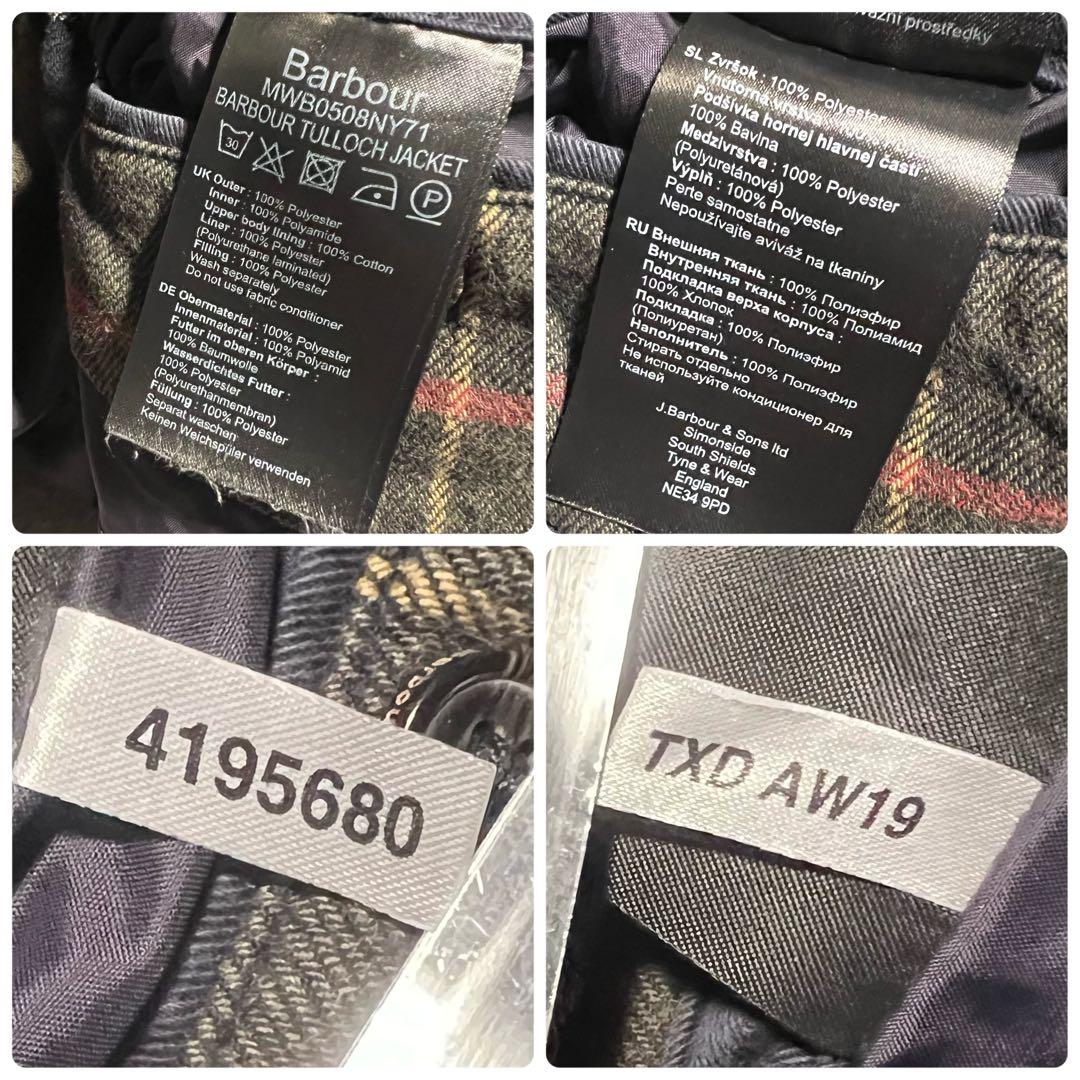 Barbour
MWB0508NY71
BARBOUR TULLOCH JACKET
30
P
UK Outer : 100% Polyester
Inner : 100% Polyamide
Upper body lining : 100% Cotton
Liner : 100% Polyester
(Polyurethane laminated)
Filling : 100% Polyester
Wash separately
Do not use fabric conditioner
DE Obermaterial : 100% Polyester
Innenmaterial : 100% Polyamid
Futter im oberen Körper :
100% Baumwolle
Wasserdichtes Futter :
100% Polyester
(Polyurethanmembran)
Füllung : 100% Polyester
Separat waschen
Keinen Weichspüler verwenden
prostředky
SL Zvršok : 100% Polyester
Vnútorná vrstva
Podšívka hornej hlavnej časti :
100% Bavlna
Medzivrstva : 100% Polyester
(Polyuretánová)
Výplň : 100% Polyester
Perte samostatne
Nepoužívajte aviváž na tkaniny
RU Внешняя ткань : 100% Полиэфир
Внутренняя ткань : 100% Полиамид
Подкладка верха корпуса :
100% Хлопок
Подкладка : 100% Полиэфир
(Полиуретан)
Наполнитель : 100% Полиэфир
Стирать отдельно
Не используйте кондиционер для
тканей
J.Barbour & Sons ltd
Simonside
South Shields
Tyne & Wear
England
NE34 9PD
4195680
TXD AW19